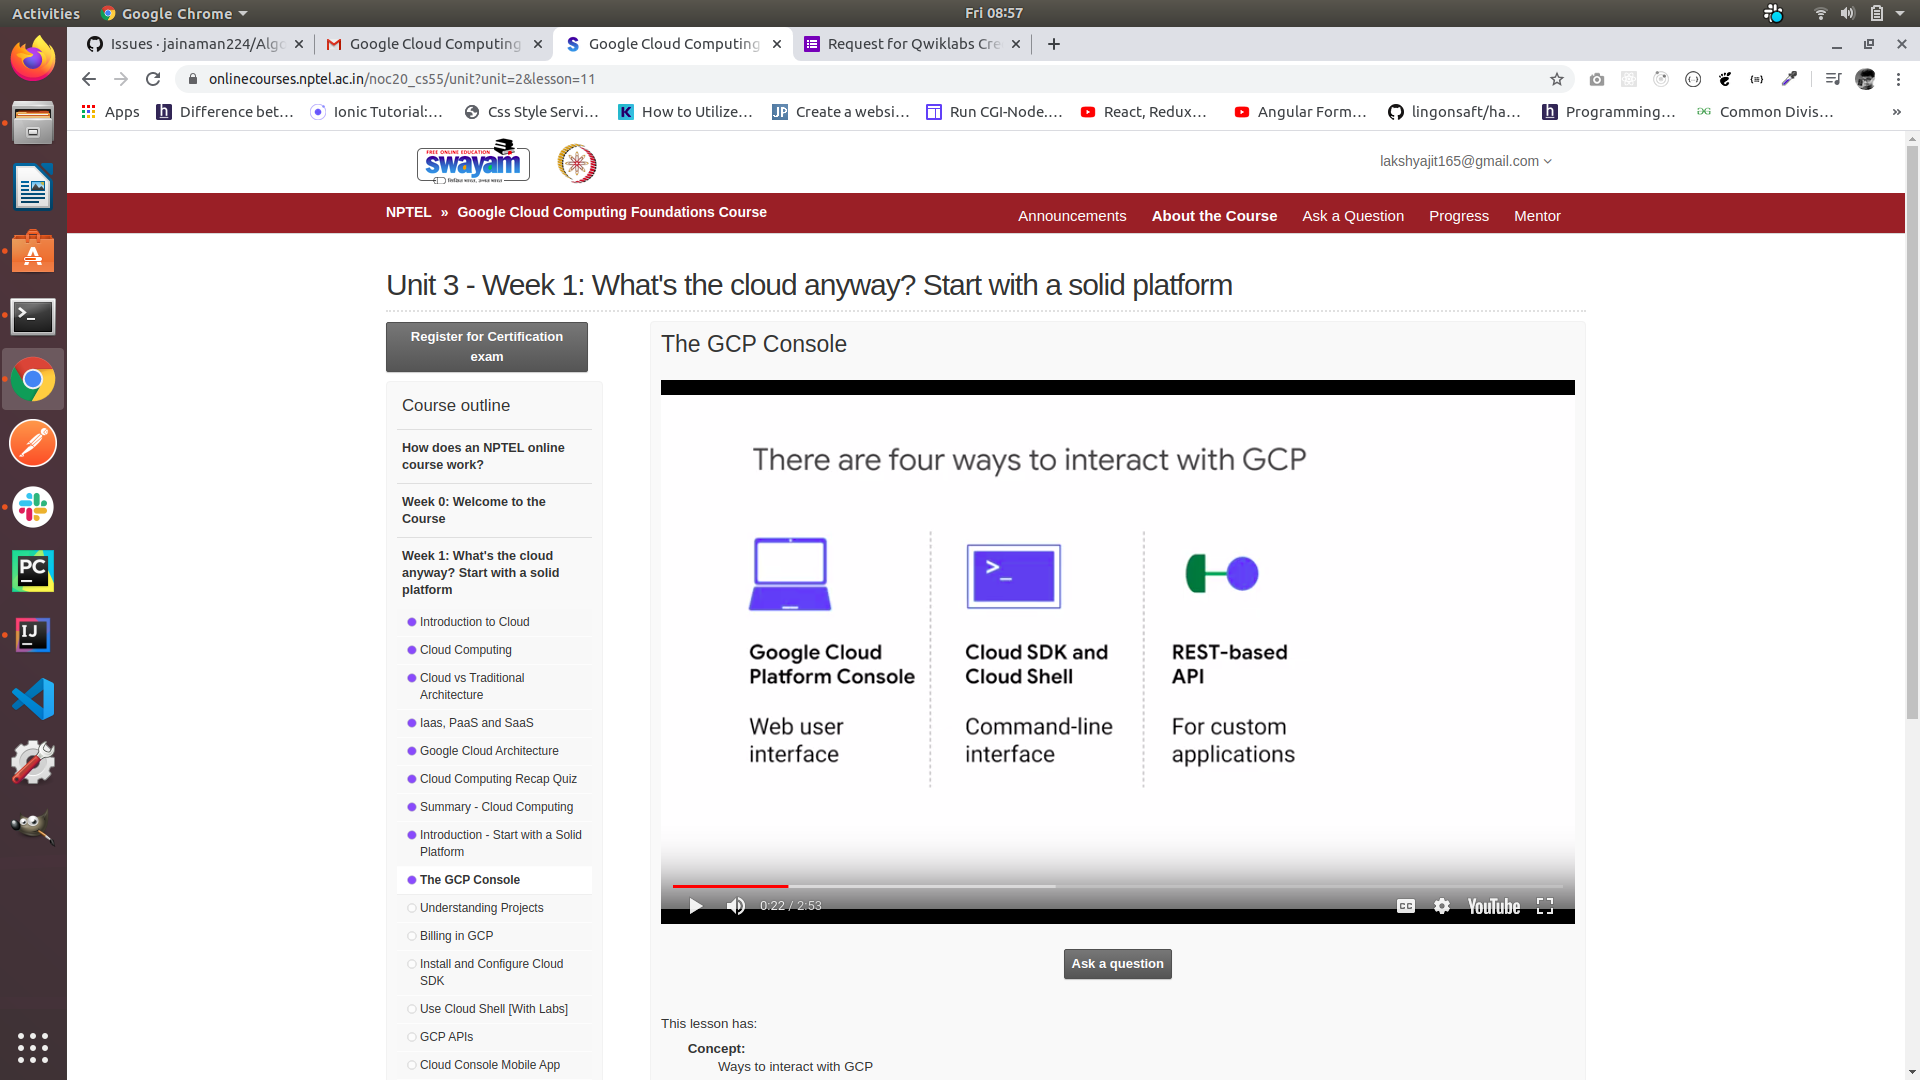 Activities
Google Chrome
Fri 08:57
Issues · jainaman224/Algo
Google Cloud Computing
Google Cloud Computing
Request for Qwiklabs Cre
onlinecourses.nptel.ac.in/noc20_cs55/unit?unit=2&lesson=11
Apps
Difference bet…
Ionic Tutorial:…
Css Style Servi…
How to Utilize…
Create a websi…
Run CGI-Node.…
React, Redux…
Angular Form…
lingonsaft/ha…
Programming…
Common Divis…
»
FREE ONLINE EDUCATION
swayam
शिक्षित भारत, उन्नत भारत
lakshyajit165@gmail.com
NPTEL » Google Cloud Computing Foundations Course
Announcements
About the Course
Ask a Question
Progress
Mentor
Unit 3 - Week 1: What's the cloud anyway? Start with a solid platform
Register for Certification
exam
Course outline
How does an NPTEL online
course work?
Week 0: Welcome to the
Course
Week 1: What's the cloud
anyway? Start with a solid
platform
Introduction to Cloud
Cloud Computing
Cloud vs Traditional
Architecture
Iaas, PaaS and SaaS
Google Cloud Architecture
Cloud Computing Recap Quiz
Summary - Cloud Computing
Introduction - Start with a Solid
Platform
The GCP Console
Understanding Projects
Billing in GCP
Install and Configure Cloud
SDK
Use Cloud Shell [With Labs]
GCP APIs
Cloud Console Mobile App
The GCP Console
There are four ways to interact with GCP
Google Cloud
Platform Console
Web user
interface
Cloud SDK and
Cloud Shell
Command-line
interface
REST-based
API
For custom
applications
0:22 / 2:53
CC
YouTube
Ask a question
This lesson has:
Concept:
Ways to interact with GCP